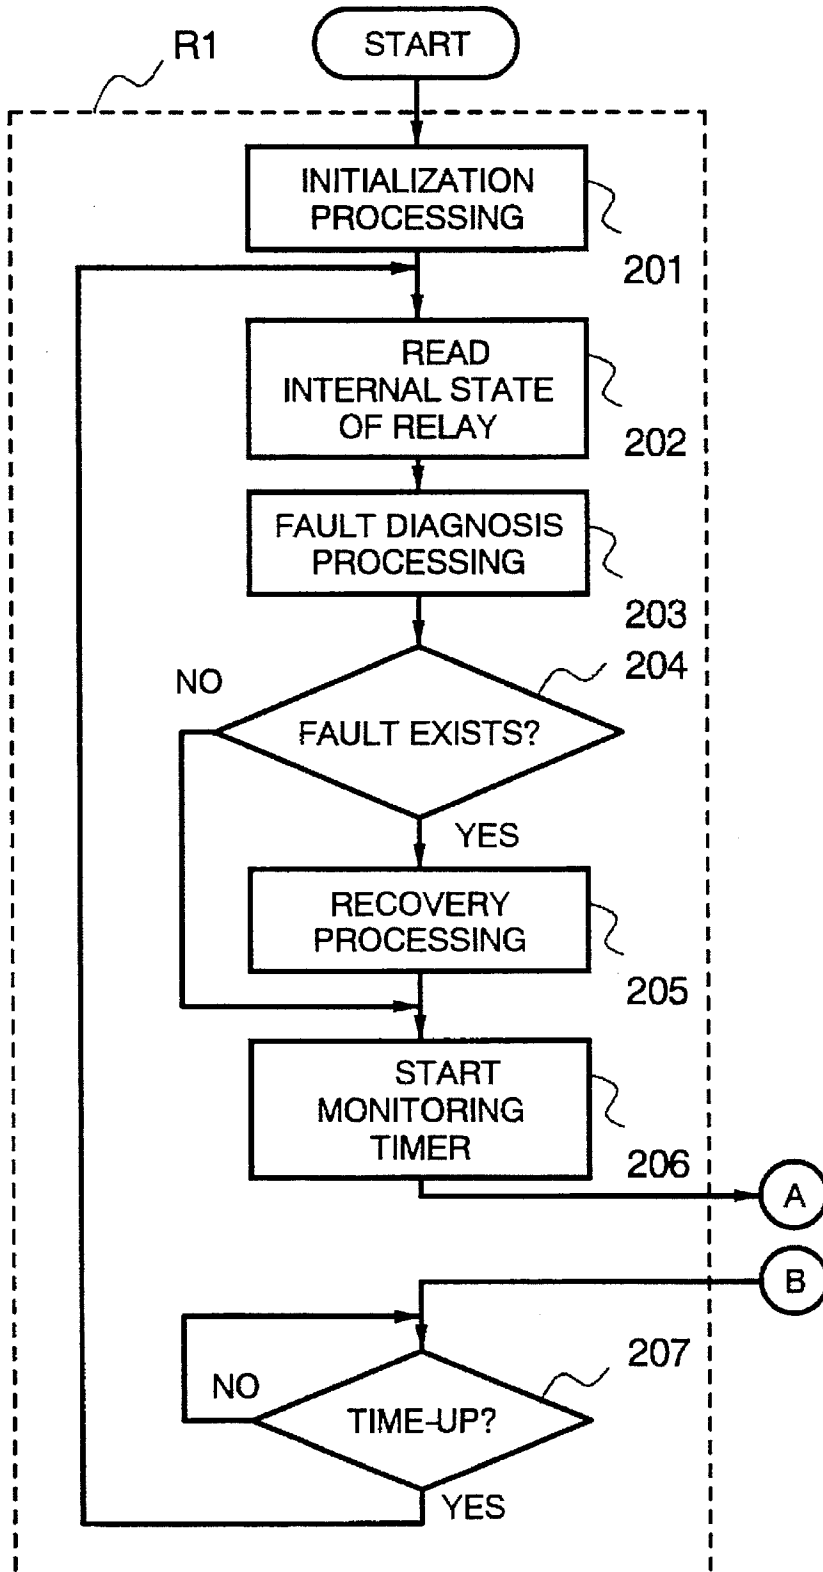 START
R1
INITIALIZATION
PROCESSING
201
READ
INTERNAL STATE
OF RELAY
202
FAULT DIAGNOSIS
PROCESSING
203
204
NO
FAULT EXISTS?
YES
RECOVERY
PROCESSING
205
START
MONITORING
TIMER
206
A
B
207
NO
TIME-UP?
YES